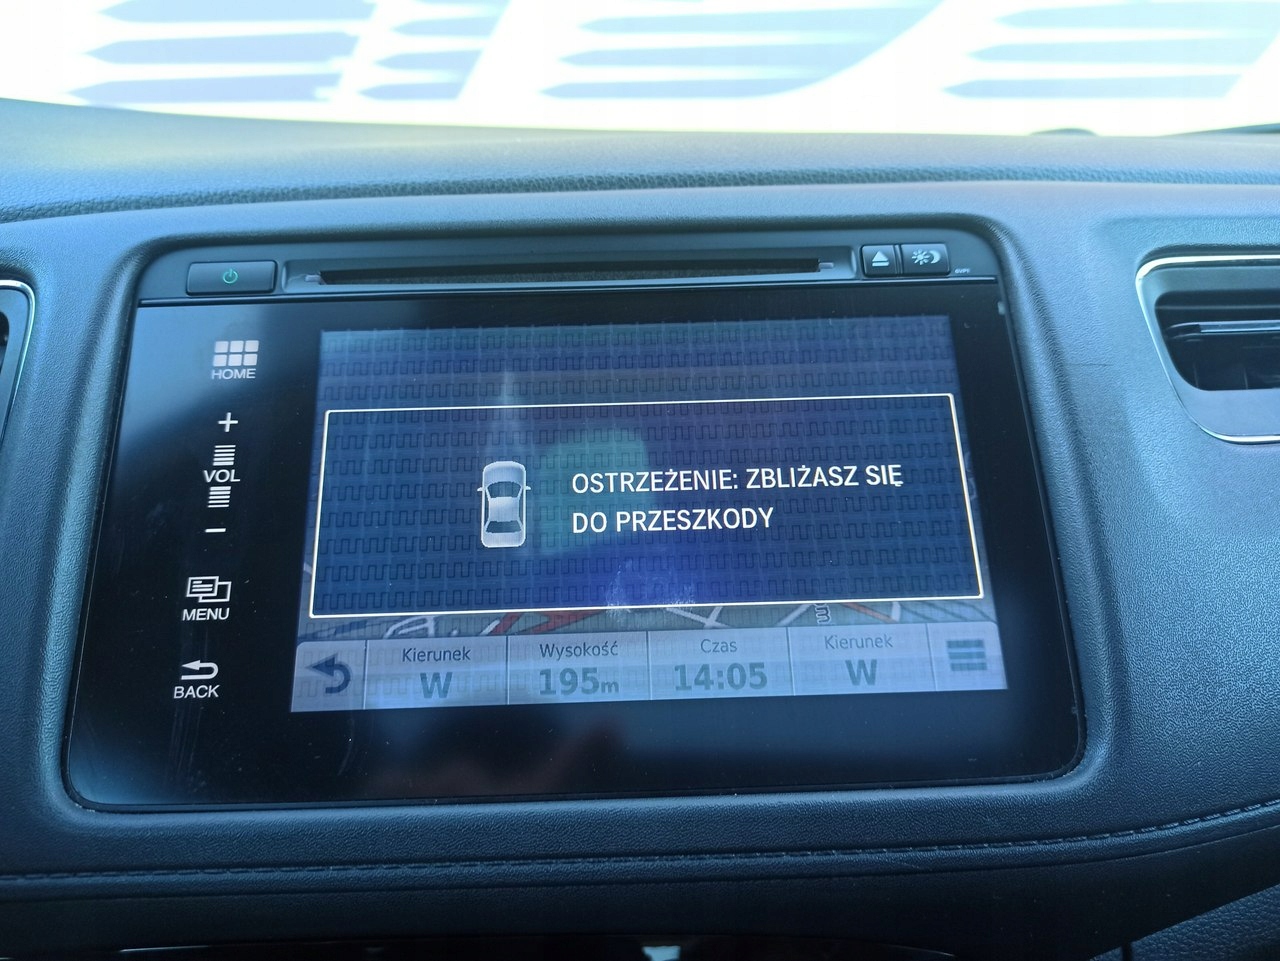 HOME
+
VOL
−
MENU
BACK
OSTRZEŻENIE: ZBLIŻASZ SIĘ
DO PRZESZKODY
Kierunek
W
Wysokość
195m
Czas
14:05
Kierunek
W